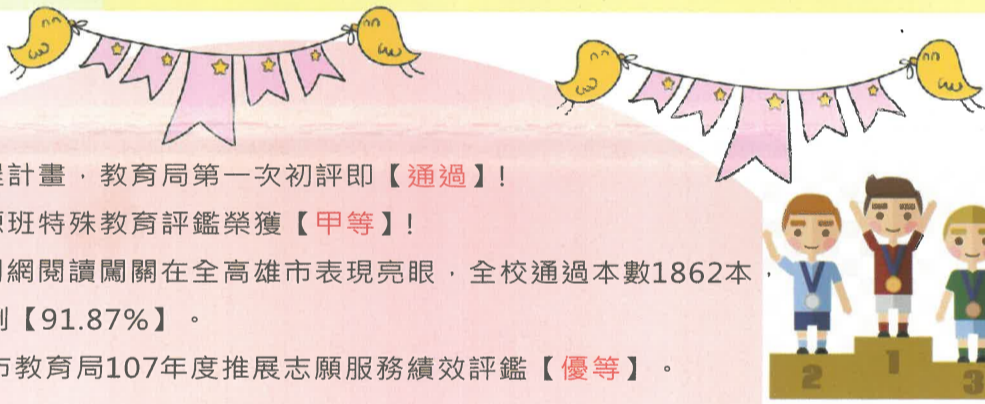 計畫，教育局第一次初評即【通過】!
班特殊教育評鑑榮獲【甲等】!
網閱讀闖關在全高雄市表現亮眼，全校通過本數1862本，
【91.87%】。
市教育局107年度推展志願服務績效評鑑【優等】。
2
1
3